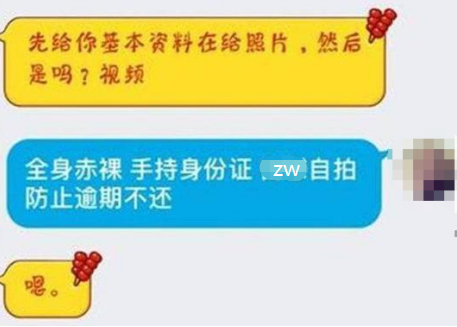 先给你基本资料在给照片，然后
是吗？视频
全身赤裸 手持身份证 zw 自拍
防止逾期不还
嗯。